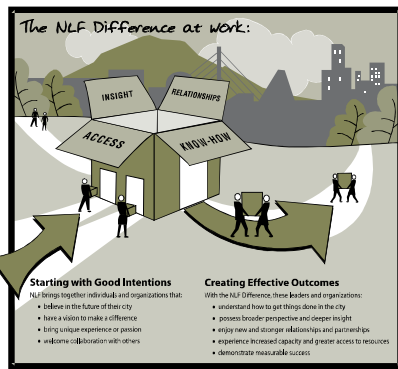 The NLF Difference at work:
INSIGHT
RELATIONSHIPS
ACCESS
KNOW-HOW
Starting with Good Intentions
NLF brings together individuals and organizations that:
• believe in the future of their city
• have a vision to make a difference
• bring unique experience or passion
• welcome collaboration with others
Creating Effective Outcomes
With the NLF Difference, these leaders and organizations:
• understand how to get things done in the city
• possess broader perspective and deeper insight
• enjoy new and stronger relationships and partnerships
• experience increased capacity and greater access to resources
• demonstrate measurable success